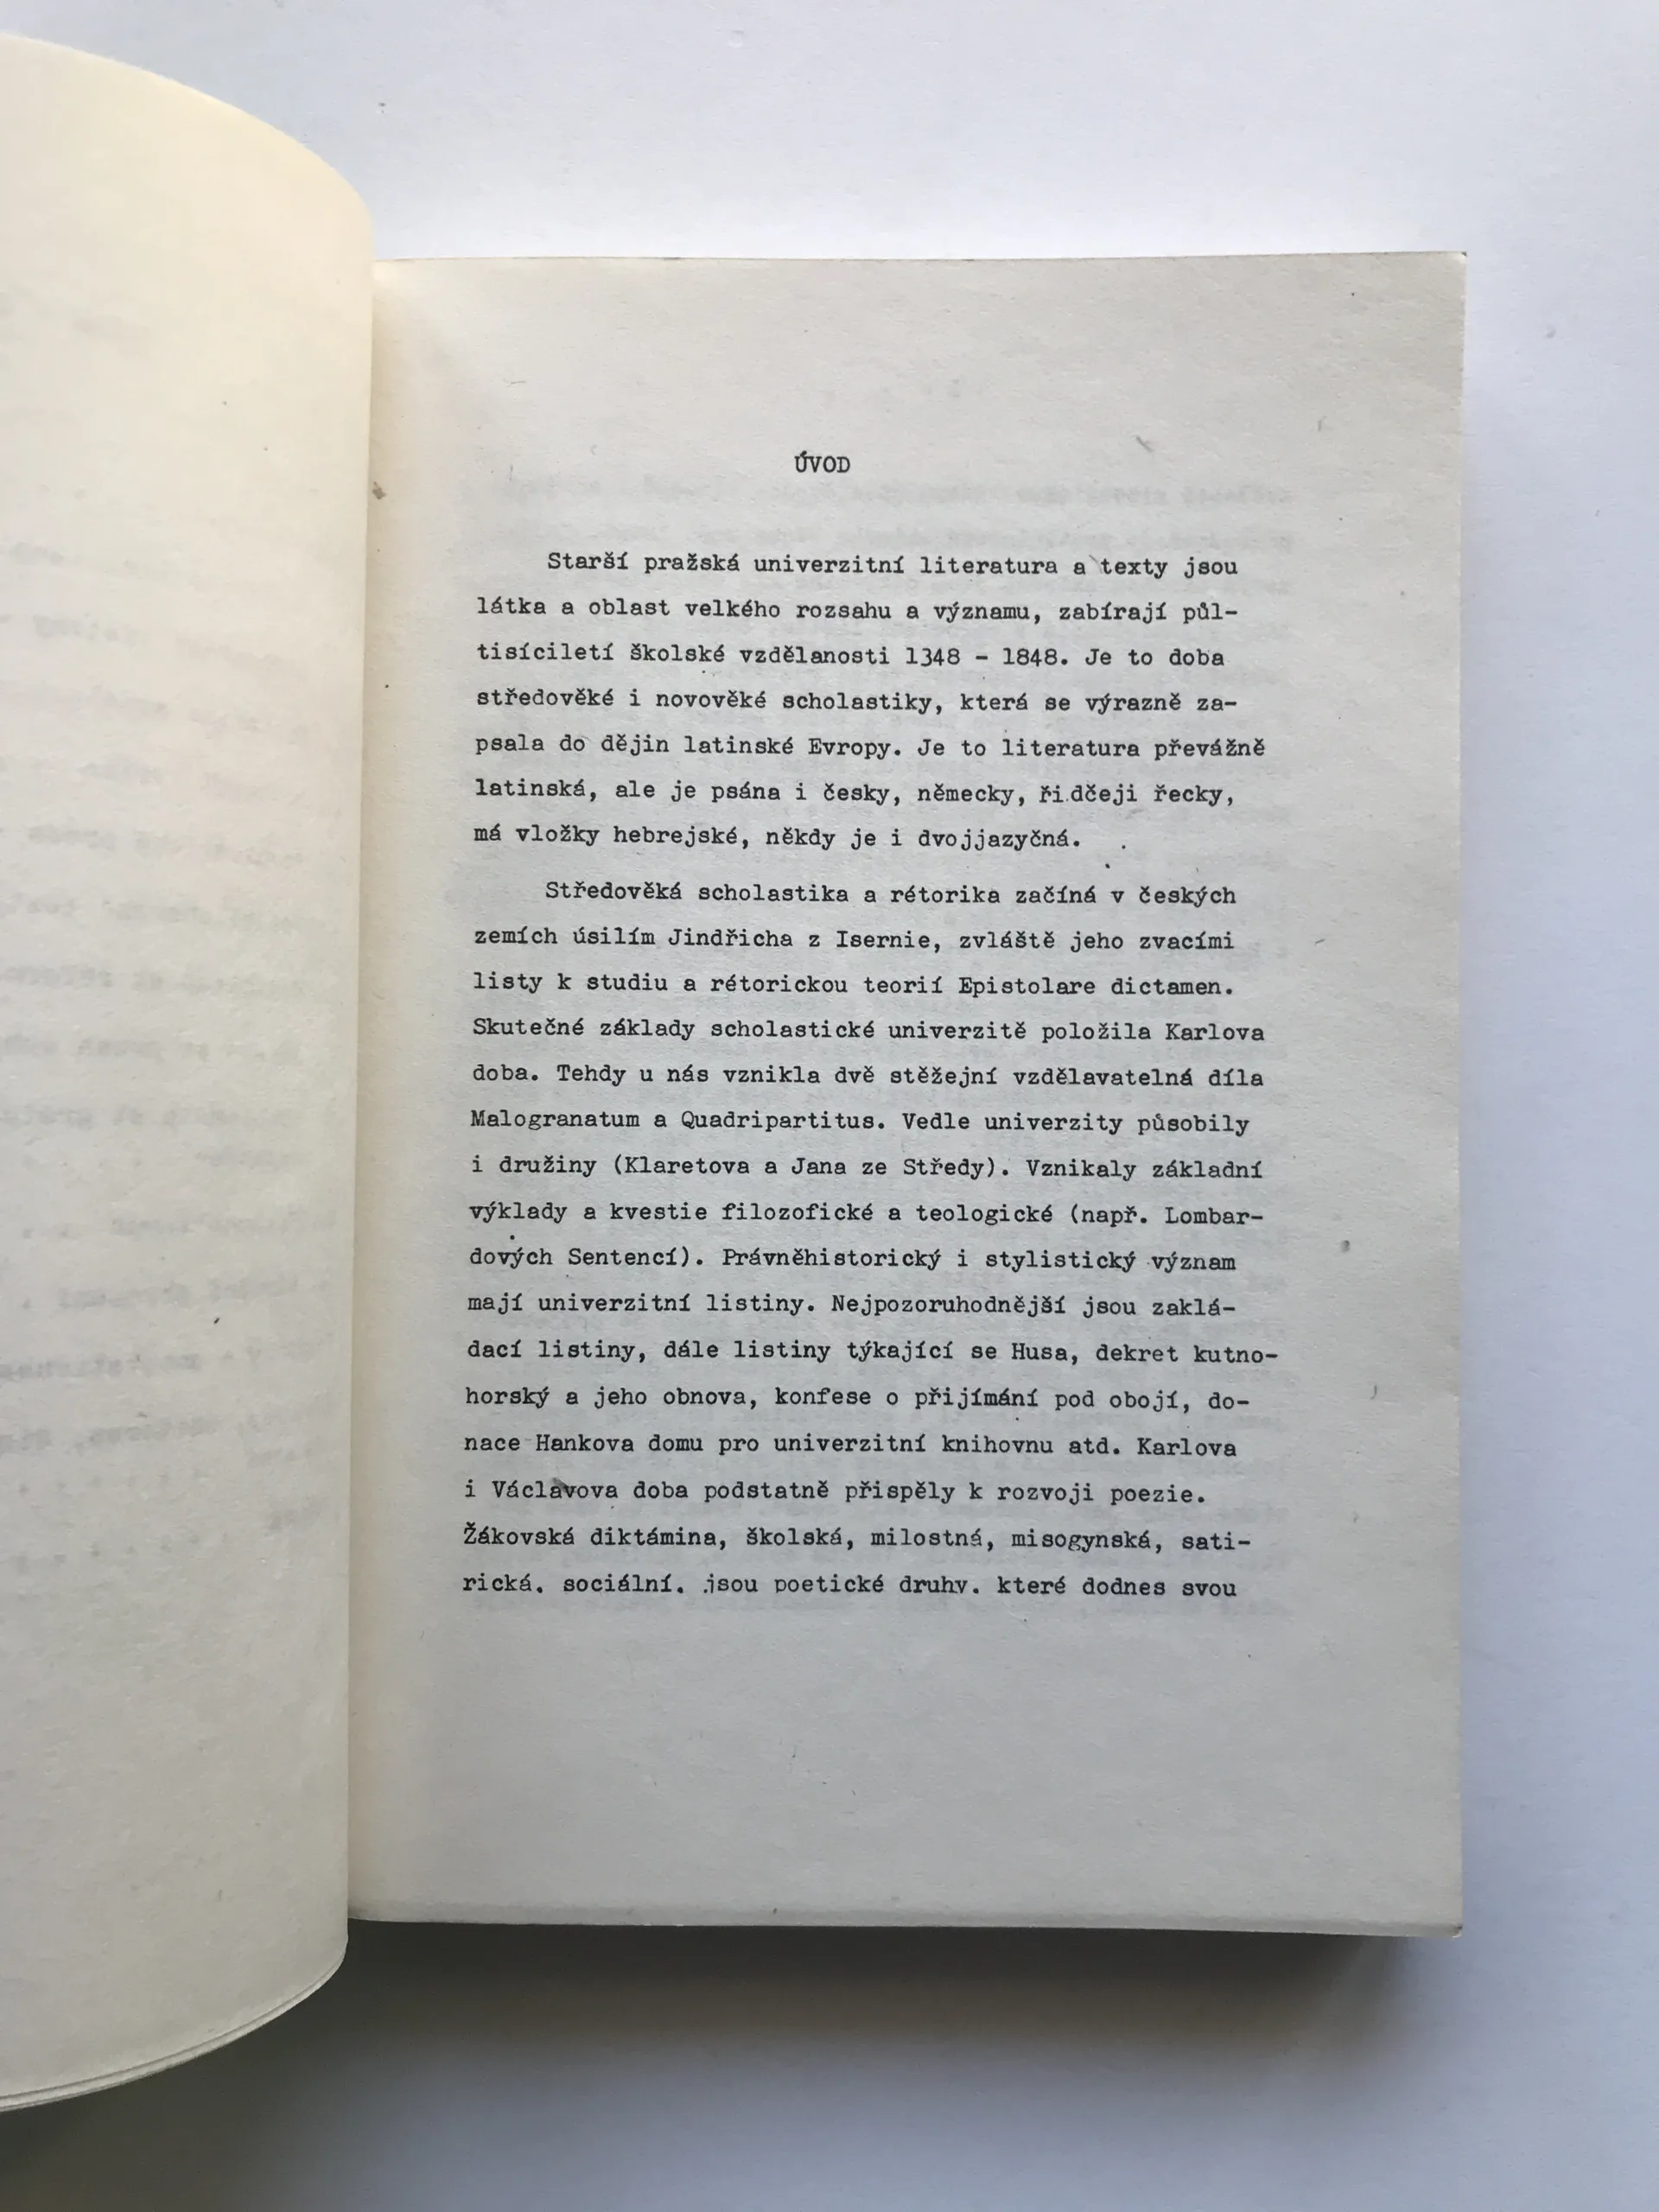 ÚVOD
Starší pražská univerzitní literatura a texty jsou
látka a oblast velkého rozsahu a významu, zabírají půl-
tisíciletí školské vzdělanosti 1348 - 1848. Je to doba
středověké i novověké scholastiky, která se výrazně za-
psala do dějin latinské Evropy. Je to literatura převážně
latinská, ale je psána i česky, německy, řidčeji řecky,
má vložky hebrejské, někdy je i dvojjazyčná.
Středověká scholastika a rétorika začíná v českých
zemích úsilím Jindřicha z Isernie, zvláště jeho zvacími
listy k studiu a rétorickou teorií Epistolare dictamen.
Skutečné základy scholastické univerzitě položila Karlova
doba. Tehdy u nás vznikla dvě stěžejní vzdělavatelná díla
Malogranatum a Quadripartitus. Vedle univerzity působily
i družiny (Klaretova a Jana ze Středy). Vznikaly základní
výklady a kvestie filozofické a teologické (např. Lombar-
dových Sentencí). Právněhistorický i stylistický význam
mají univerzitní listiny. Nejpozoruhodnější jsou zaklá-
dací listiny, dále listiny týkající se Husa, dekret kutno-
horský a jeho obnova, konfese o přijímání pod obojí, do-
nace Hankova domu pro univerzitní knihovnu atd. Karlova
i Václavova doba podstatně přispěly k rozvoji poezie.
Žákovská diktámina, školská, milostná, misogynská, sati-
rická, sociální, jsou poetické druhy, které dodnes svou